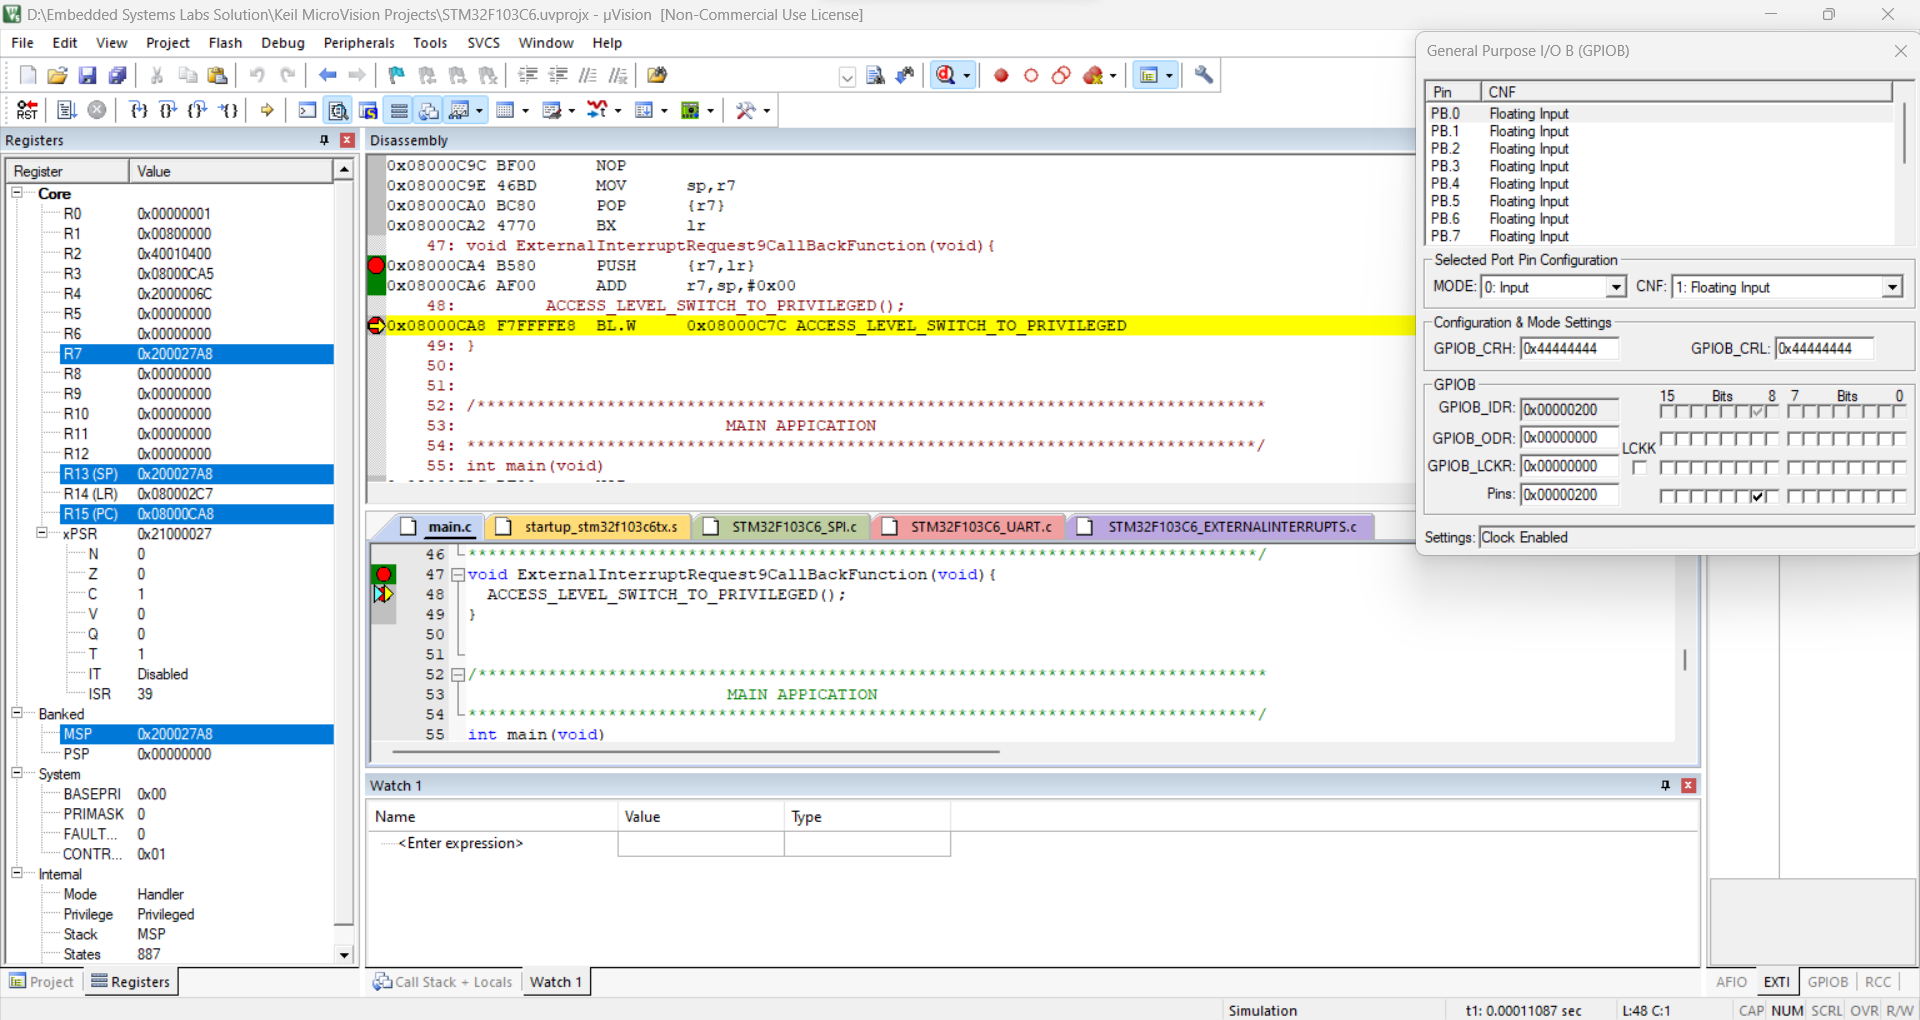 D:\Embedded Systems Labs Solution\Keil MicroVision Projects\STM32F103C6.uvprojx - µVision  [Non-Commercial Use License]
File Edit View Project Flash Debug Peripherals Tools SVCS Window Help
RST
Registers
Register Value
Core
R0 0x00000001
R1 0x00800000
R2 0x40010400
R3 0x08000CA5
R4 0x2000006C
R5 0x00000000
R6 0x00000000
R7 0x200027A8
R8 0x00000000
R9 0x00000000
R10 0x00000000
R11 0x00000000
R12 0x00000000
R13 (SP) 0x200027A8
R14 (LR) 0x080002C7
R15 (PC) 0x08000CA8
xPSR 0x21000027
N 0
Z 0
C 1
V 0
Q 0
T 1
IT Disabled
ISR 39
Banked
MSP 0x200027A8
PSP 0x00000000
System
BASEPRI 0x00
PRIMASK 0
FAULT... 0
CONTR... 0x01
Internal
Mode Handler
Privilege Privileged
Stack MSP
States 887
Project Registers
Disassembly
0x08000C9C BF00 NOP
0x08000C9E 46BD MOV sp,r7
0x08000CA0 BC80 POP {r7}
0x08000CA2 4770 BX lr
47: void ExternalInterruptRequest9CallBackFunction(void){
0x08000CA4 B580 PUSH {r7,lr}
0x08000CA6 AF00 ADD r7,sp,#0x00
48: ACCESS_LEVEL_SWITCH_TO_PRIVILEGED();
0x08000CA8 F7FFFFE8 BL.W 0x08000C7C ACCESS_LEVEL_SWITCH_TO_PRIVILEGED
49: }
50:
51:
52: /*******************************************************************************
53: MAIN APPICATION
54: *******************************************************************************/
55: int main(void)
main.c startup_stm32f103c6tx.s STM32F103C6_SPI.c STM32F103C6_UART.c STM32F103C6_EXTERNALINTERRUPTS.c
46 *******************************************************************************/
47 void ExternalInterruptRequest9CallBackFunction(void){
48 ACCESS_LEVEL_SWITCH_TO_PRIVILEGED();
49 }
50
51
52 /*******************************************************************************
53 MAIN APPICATION
54 *******************************************************************************/
55 int main(void)
Watch 1
Name Value Type
<Enter expression>
Call Stack + Locals Watch 1
General Purpose I/O B (GPIOB)
Pin CNF
PB.0 Floating Input
PB.1 Floating Input
PB.2 Floating Input
PB.3 Floating Input
PB.4 Floating Input
PB.5 Floating Input
PB.6 Floating Input
PB.7 Floating Input
Selected Port Pin Configuration
MODE: 0: Input CNF: 1: Floating Input
Configuration & Mode Settings
GPIOB_CRH: 0x44444444 GPIOB_CRL: 0x44444444
GPIOB
15 Bits 8 7 Bits 0
GPIOB_IDR: 0x00000200
GPIOB_ODR: 0x00000000
LCKK
GPIOB_LCKR: 0x00000000
Pins: 0x00000200
Settings: Clock Enabled
AFIO EXTI GPIOB RCC
Simulation t1: 0.00011087 sec L:48 C:1 CAP NUM SCRL OVR R/W